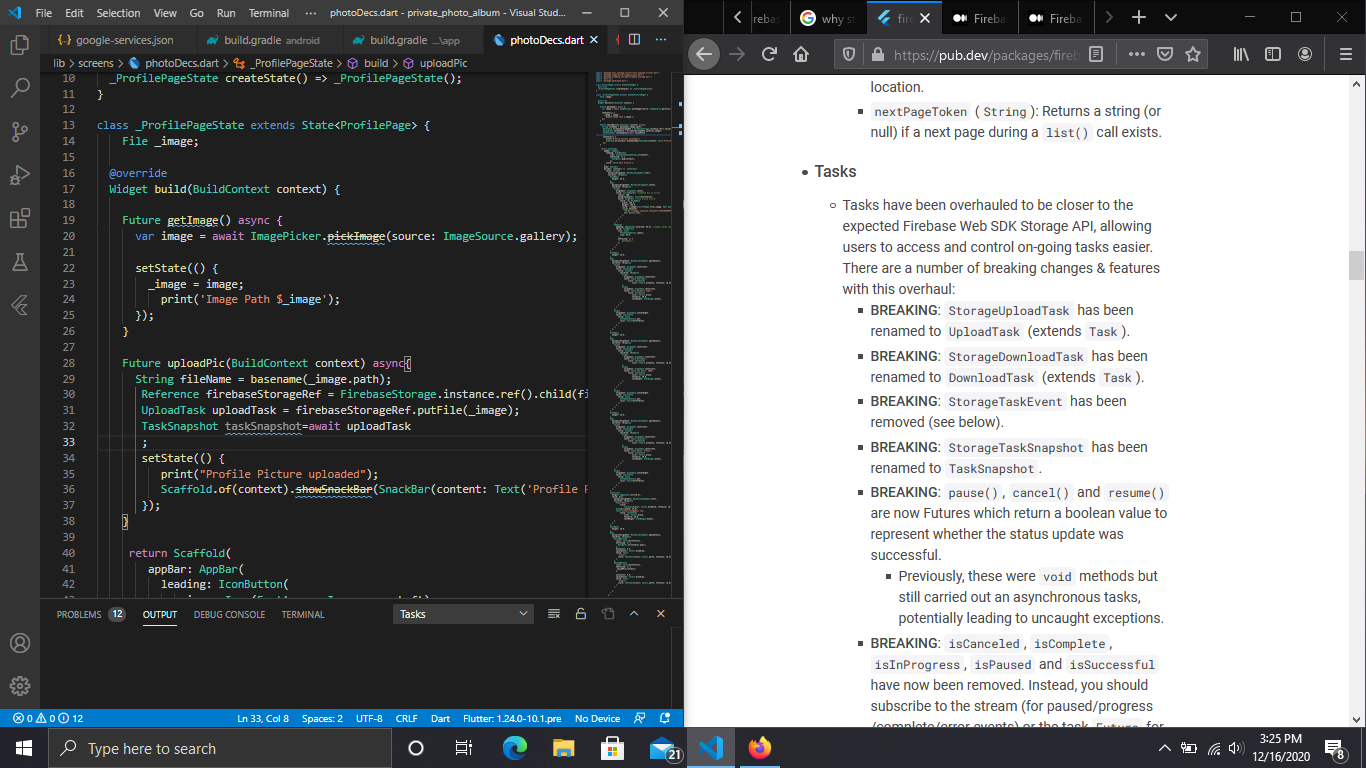 File Edit Selection View Go Run Terminal ··· photoDecs.dart - private_photo_album - Visual Stud...
google-services.json build.gradle android build.gradle ...\app photoDecs.dart
lib > screens > photoDecs.dart > _ProfilePageState > build > uploadPic
10 _ProfilePageState createState() => _ProfilePageState();
11 }
12
13 class _ProfilePageState extends State<ProfilePage> {
14 File _image;
15
16 @override
17 Widget build(BuildContext context) {
18
19 Future getImage() async {
20 var image = await ImagePicker.pickImage(source: ImageSource.gallery);
21
22 setState(() {
23 _image = image;
24 print('Image Path $_image');
25 });
26 }
27
28 Future uploadPic(BuildContext context) async{
29 String fileName = basename(_image.path);
30 Reference firebaseStorageRef = FirebaseStorage.instance.ref().child(fi
31 UploadTask uploadTask = firebaseStorageRef.putFile(_image);
32 TaskSnapshot taskSnapshot=await uploadTask
33 ;
34 setState(() {
35 print("Profile Picture uploaded");
36 Scaffold.of(context).showSnackBar(SnackBar(content: Text('Profile P
37 });
38 }
39
40 return Scaffold(
41 appBar: AppBar(
42 leading: IconButton(
PROBLEMS 12 OUTPUT DEBUG CONSOLE TERMINAL Tasks
0 0 12 Ln 33, Col 8 Spaces: 2 UTF-8 CRLF Dart Flutter: 1.24.0-10.1.pre No Device
rebas why st fire Fireba Fireba
https://pub.dev/packages/fireb
location.
nextPageToken (String): Returns a string (or
null) if a next page during a list() call exists.
Tasks
Tasks have been overhauled to be closer to the
expected Firebase Web SDK Storage API, allowing
users to access and control on-going tasks easier.
There are a number of breaking changes & features
with this overhaul:
BREAKING: StorageUploadTask has been
renamed to UploadTask (extends Task).
BREAKING: StorageDownloadTask has been
renamed to DownloadTask (extends Task).
BREAKING: StorageTaskEvent has been
removed (see below).
BREAKING: StorageTaskSnapshot has been
renamed to TaskSnapshot.
BREAKING: pause(), cancel() and resume()
are now Futures which return a boolean value to
represent whether the status update was
successful.
Previously, these were void methods but
still carried out an asynchronous tasks,
potentially leading to uncaught exceptions.
BREAKING: isCanceled, isComplete,
isInProgress, isPaused and isSuccessful
have now been removed. Instead, you should
subscribe to the stream (for paused/progress
/complete/error events) or the task Future for
Type here to search
21
3:25 PM
12/16/2020
8